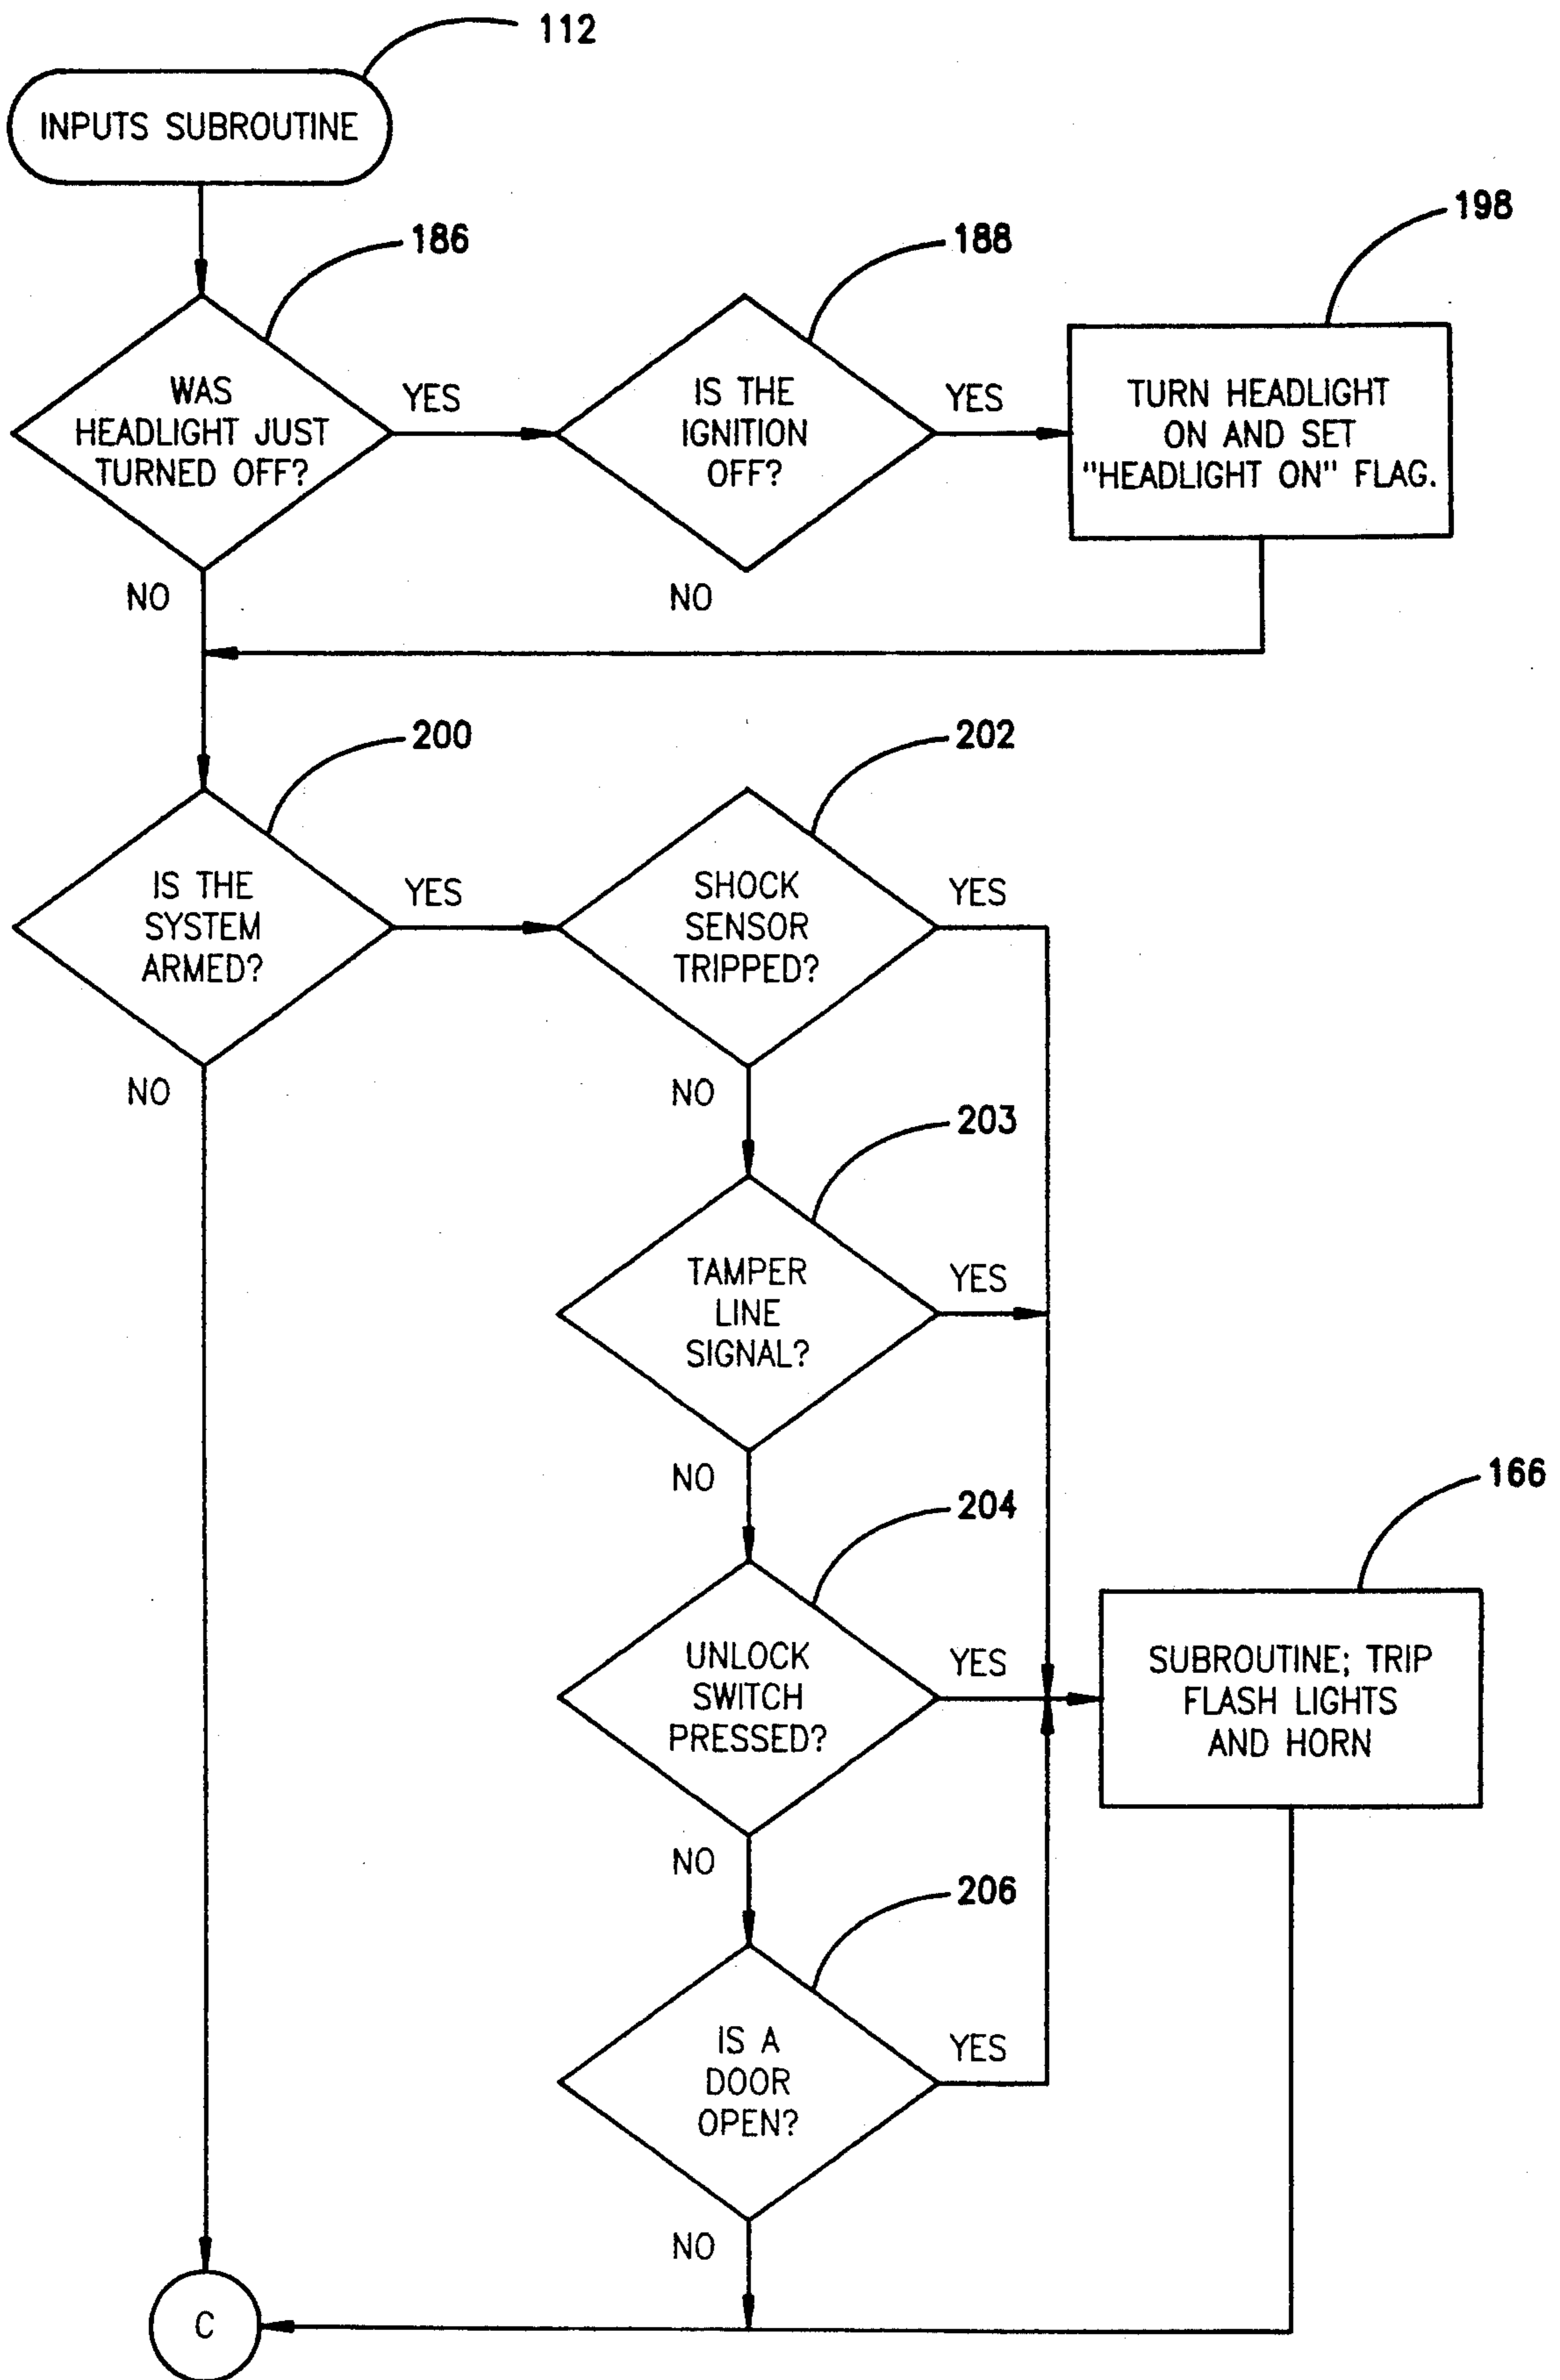 112
INPUTS SUBROUTINE
186
188
198
WAS
HEADLIGHT JUST
TURNED OFF?
YES
IS THE
IGNITION
OFF?
YES
TURN HEADLIGHT
ON AND SET
"HEADLIGHT ON" FLAG.
NO
NO
200
202
IS THE
SYSTEM
ARMED?
YES
SHOCK
SENSOR
TRIPPED?
YES
NO
NO
203
TAMPER
LINE
SIGNAL?
YES
NO
204
166
UNLOCK
SWITCH
PRESSED?
YES
SUBROUTINE; TRIP
FLASH LIGHTS
AND HORN
NO
206
IS A
DOOR
OPEN?
YES
NO
C